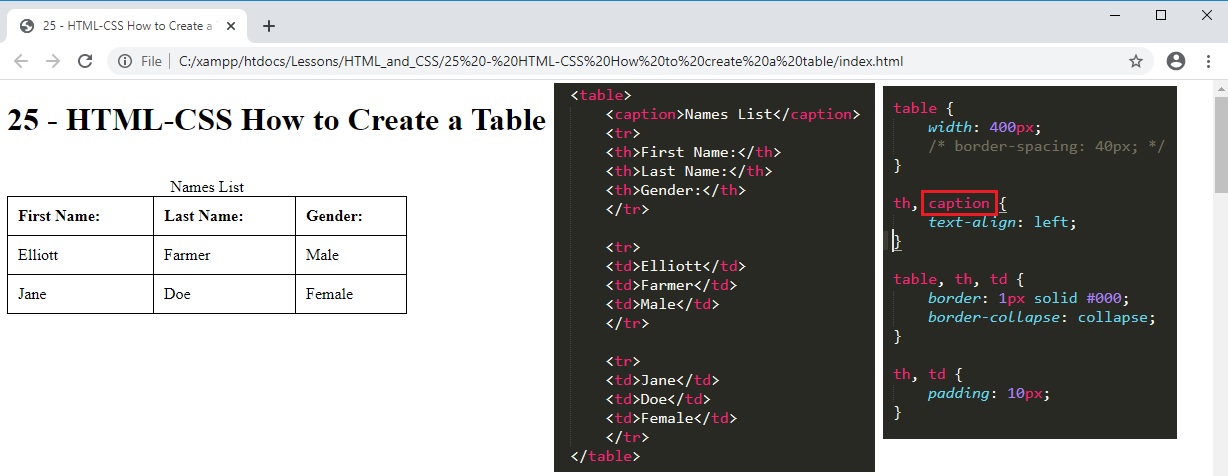 25 - HTML-CSS How to Create a
File
C:/xampp/htdocs/Lessons/HTML_and_CSS/25%20-%20HTML-CSS%20How%20to%20create%20a%20table/index.html
25 - HTML-CSS How to Create a Table
Names List
First Name: Last Name: Gender:
Elliott Farmer Male
Jane Doe Female
<table>
<caption>Names List</caption>
<tr>
<th>First Name:</th>
<th>Last Name:</th>
<th>Gender:</th>
</tr>
<tr>
<td>Elliott</td>
<td>Farmer</td>
<td>Male</td>
</tr>
<tr>
<td>Jane</td>
<td>Doe</td>
<td>Female</td>
</tr>
</table>
table {
width: 400px;
/* border-spacing: 40px; */
}
th, caption {
text-align: left;
}
table, th, td {
border: 1px solid #000;
border-collapse: collapse;
}
th, td {
padding: 10px;
}